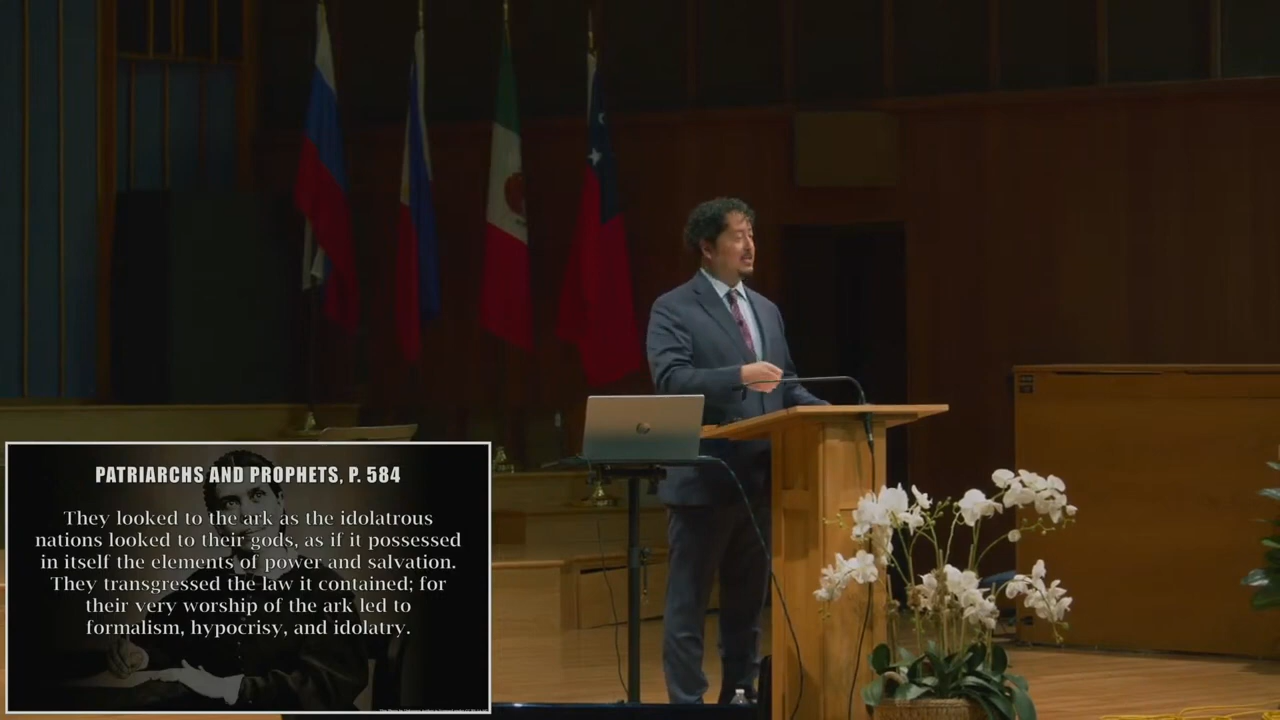 PATRIARCHS AND PROPHETS, P. 584
They looked to the ark as the idolatrous
nations looked to their gods, as if it possessed
in itself the elements of power and salvation.
They transgressed the law it contained; for
their very worship of the ark led to
formalism, hypocrisy, and idolatry.